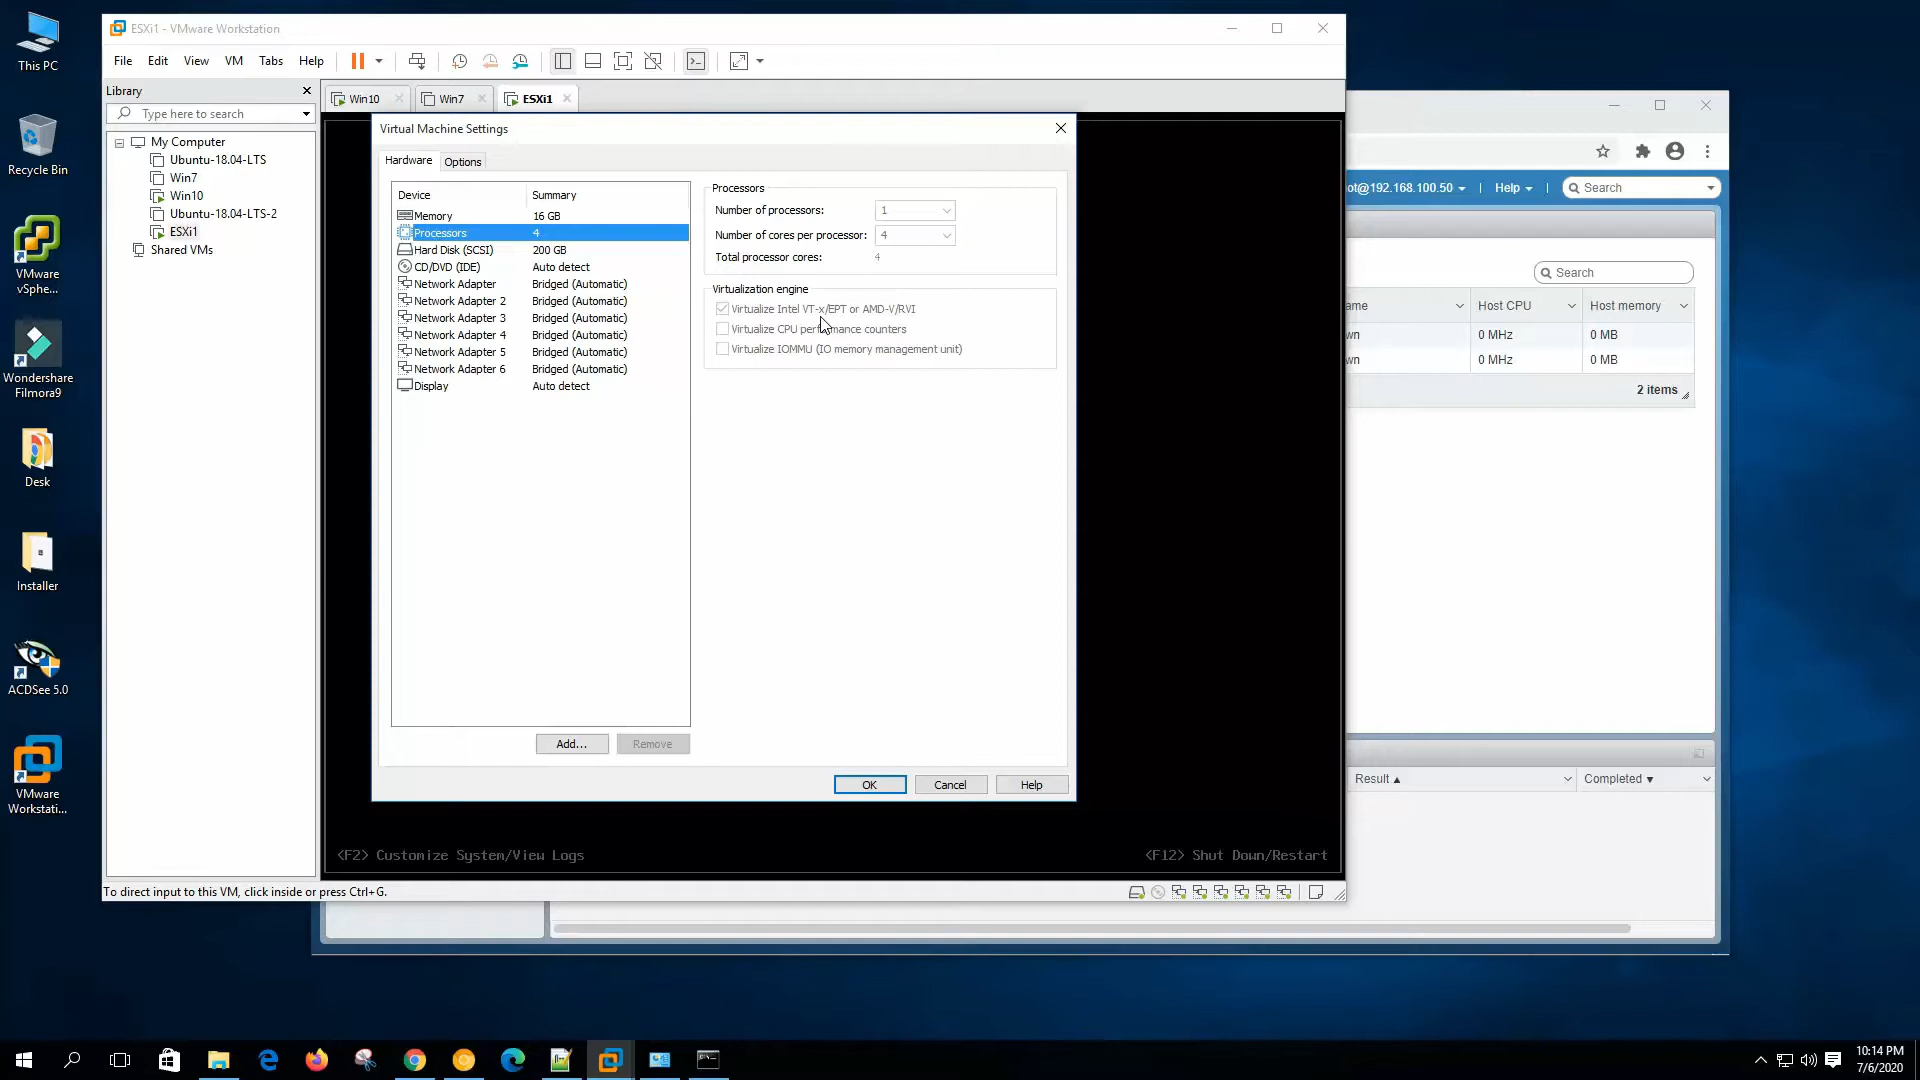 This PC
Recycle Bin
VMware
vSphe...
Wondershare
Filmora9
Desk
Installer
ACDSee 5.0
VMware
Workstati...
ESXi1 - VMware Workstation
File Edit View VM Tabs Help
Library
Type here to search
My Computer
Ubuntu-18.04-LTS
Win7
Win10
Ubuntu-18.04-LTS-2
ESXi1
Shared VMs
Win10 Win7 ESXi1
Virtual Machine Settings
Hardware Options
Device Summary
Memory 16 GB
Processors 4
Hard Disk (SCSI) 200 GB
CD/DVD (IDE) Auto detect
Network Adapter Bridged (Automatic)
Network Adapter 2 Bridged (Automatic)
Network Adapter 3 Bridged (Automatic)
Network Adapter 4 Bridged (Automatic)
Network Adapter 5 Bridged (Automatic)
Network Adapter 6 Bridged (Automatic)
Display Auto detect
Add... Remove
Processors
Number of processors: 1
Number of cores per processor: 4
Total processor cores: 4
Virtualization engine
Virtualize Intel VT-x/EPT or AMD-V/RVI
Virtualize CPU performance counters
Virtualize IOMMU (IO memory management unit)
OK Cancel Help
<F2> Customize System/View Logs
<F12> Shut Down/Restart
To direct input to this VM, click inside or press Ctrl+G.
ot@192.168.100.50 | Help | Search
Search
ame Host CPU Host memory
wn 0 MHz 0 MB
wn 0 MHz 0 MB
2 items
Result Completed
10:14 PM
7/6/2020